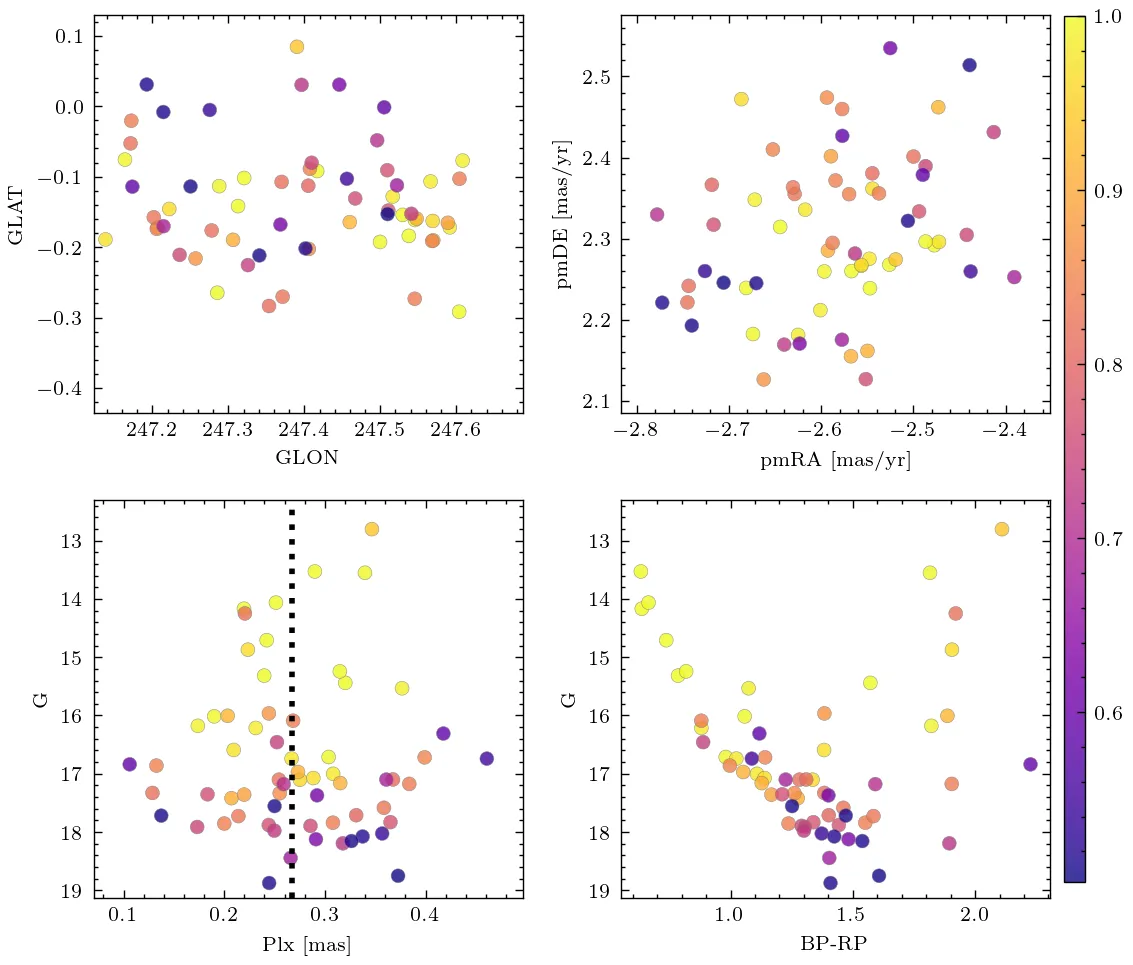 0.1
0.0
−0.1
−0.2
−0.3
−0.4
GLAT
247.2 247.3 247.4 247.5 247.6
GLON
2.5
2.4
2.3
2.2
2.1
pmDE [mas/yr]
−2.8 −2.7 −2.6 −2.5 −2.4
pmRA [mas/yr]
1.0
0.9
0.8
0.7
0.6
13
14
15
16
17
18
19
G
0.1 0.2 0.3 0.4
Plx [mas]
13
14
15
16
17
18
19
G
1.0 1.5 2.0
BP-RP